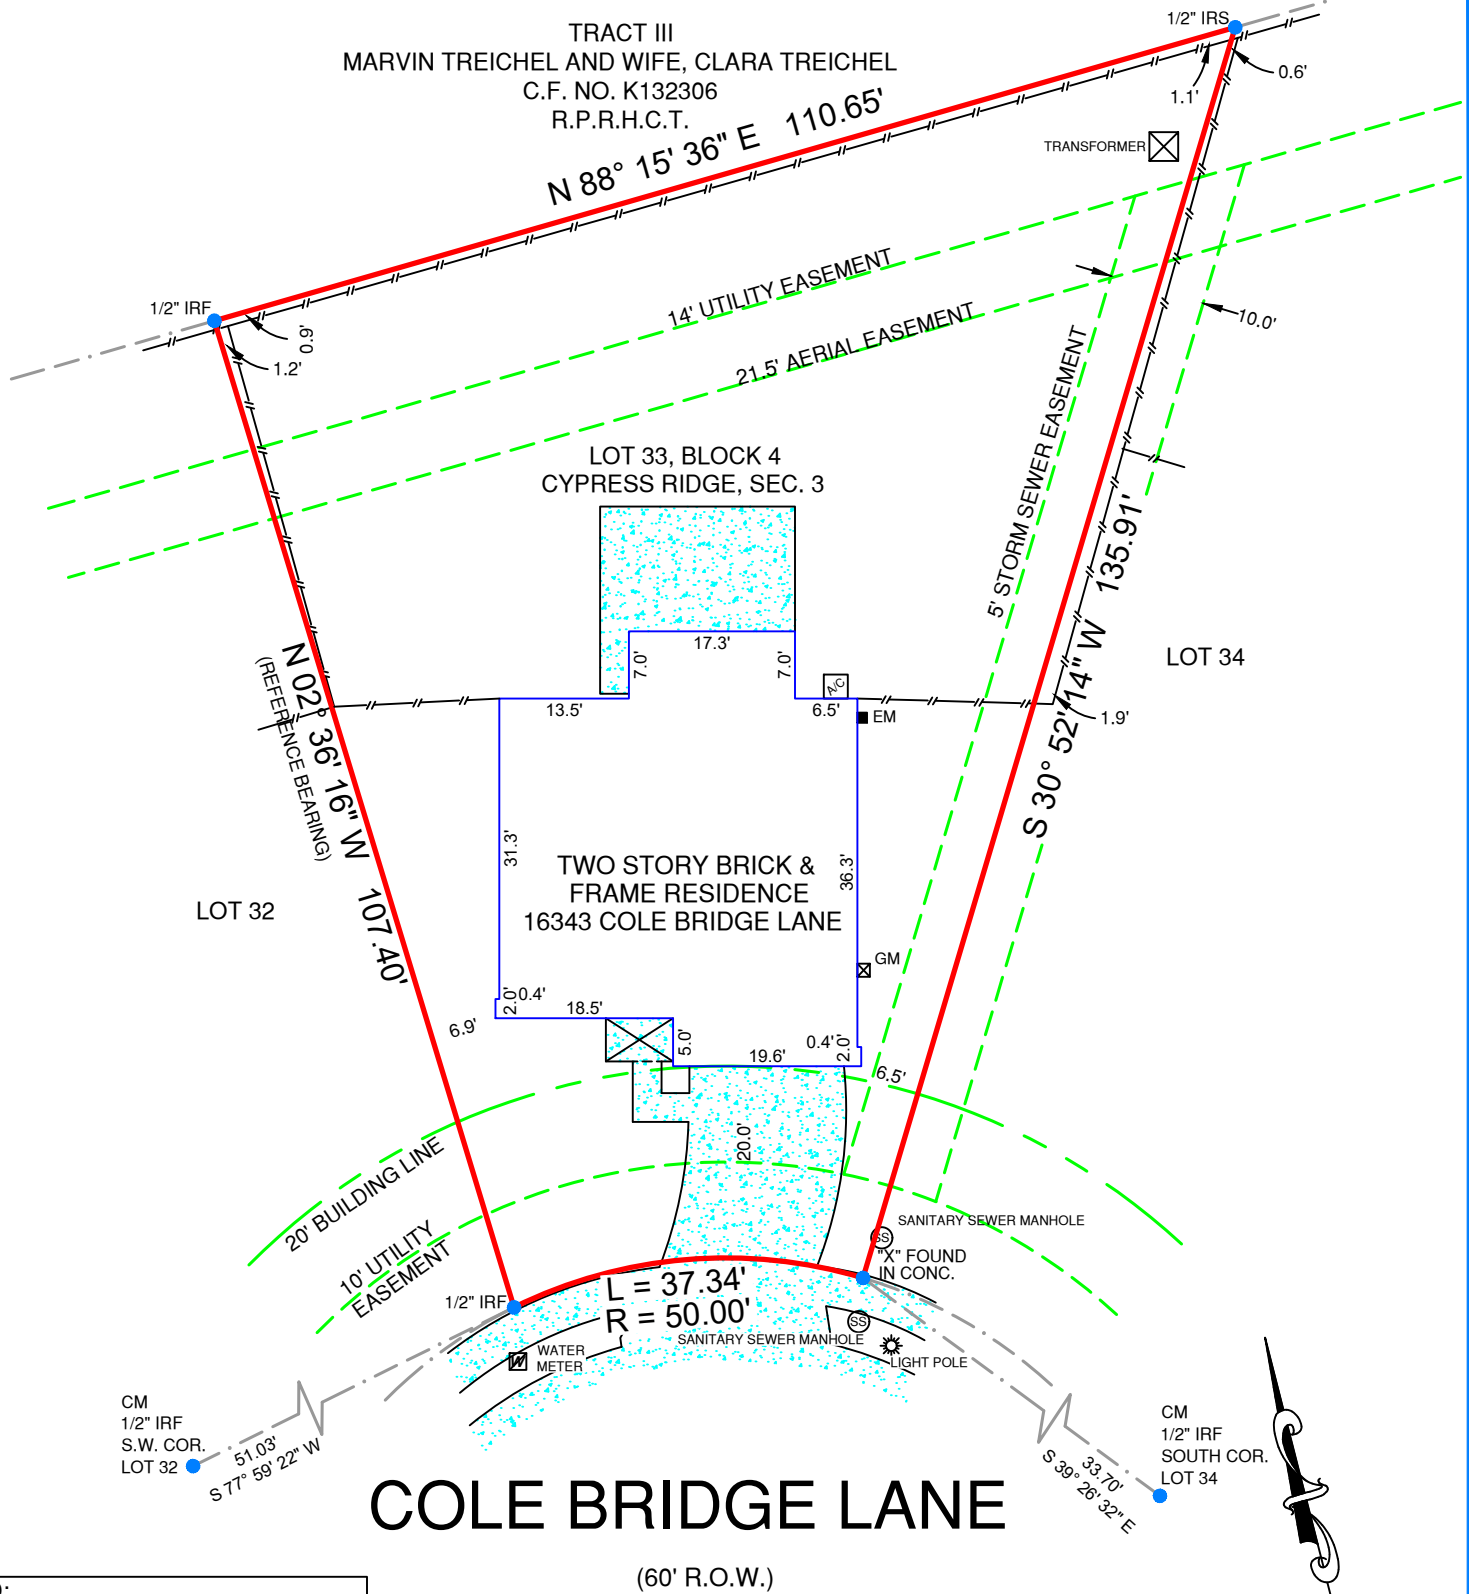 1/2" IRS
TRACT III
MARVIN TREICHEL AND WIFE, CLARA TREICHEL
C.F. NO. K132306
R.P.R.H.C.T.
N 88° 15' 36" E 110.65'
0.6'
1.1'
TRANSFORMER
1/2" IRF
0.9'
1.2'
14' UTILITY EASEMENT
21.5' AERIAL EASEMENT
10.0'
5' STORM SEWER EASEMENT
LOT 33, BLOCK 4
CYPRESS RIDGE, SEC. 3
S 30° 52' 14" W 135.91'
17.3'
7.0'
7.0'
LOT 34
N 02° 36' 16" W 107.40'
(REFERENCE BEARING)
A/C
13.5'
6.5'
EM
1.9'
31.3'
36.3'
TWO STORY BRICK &
FRAME RESIDENCE
16343 COLE BRIDGE LANE
LOT 32
GM
2.0'
0.4'
18.5'
6.9'
5.0'
19.6'
0.4'
2.0'
6.5'
20.0'
20' BUILDING LINE
10' UTILITY
EASEMENT
SANITARY SEWER MANHOLE
SS
"X" FOUND
IN CONC.
1/2" IRF
L = 37.34'
R = 50.00'
SS
SANITARY SEWER MANHOLE
WATER
METER
W
LIGHT POLE
CM
1/2" IRF
S.W. COR.
LOT 32
51.03'
S 77° 59' 22" W
CM
1/2" IRF
SOUTH COR.
LOT 34
33.70'
S 39° 26' 32" E
COLE BRIDGE LANE
(60' R.O.W.)